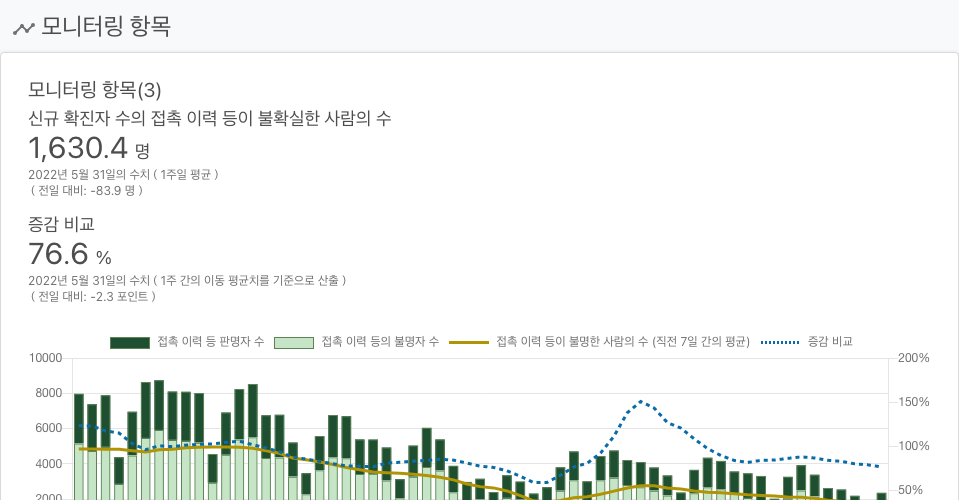 모니터링 항목
모니터링 항목(3)
신규 확진자 수의 접촉 이력 등이 불확실한 사람의 수
1,630.4 명
2022년 5월 31일의 수치 ( 1주일 평균 )
( 전일 대비: -83.9 명 )
증감 비교
76.6 %
2022년 5월 31일의 수치 ( 1주 간의 이동 평균치를 기준으로 산출 )
( 전일 대비: -2.3 포인트 )
접촉 이력 등 판명자 수 접촉 이력 등의 불명자 수 접촉 이력 등이 불명한 사람의 수 (직전 7일 간의 평균) 증감 비교
10000 200%
8000
150%
6000
100%
4000
50%
2000